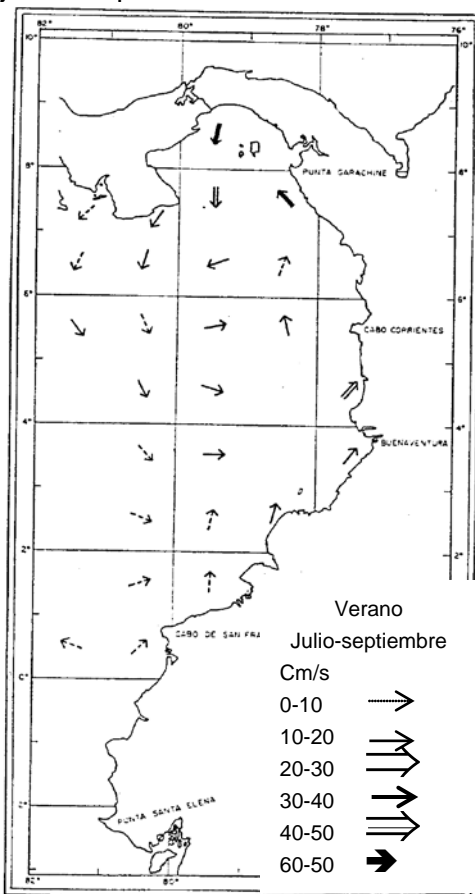 82° 80° 78° 76°
10° 10°
8° 8°
PUNTA GARACHINE
6° 6°
CABO CORRIENTES
4° 4°
BUENAVENTURA
2° 2°
CABO DE SAN FRA
0°
2°
PUNTA SANTA ELENA
82° 80°
Verano
Julio-septiembre
Cm/s
0-10
10-20
20-30
30-40
40-50
60-50